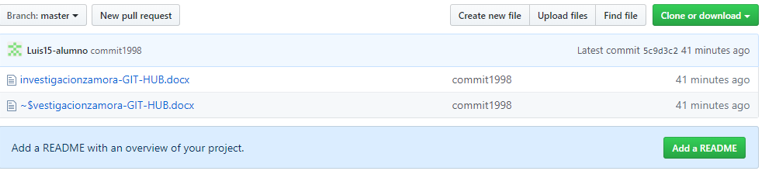 Branch: master New pull request Create new file Upload files Find file Clone or download
Luis15-alumno commit1998 Latest commit 5c9d3c2 41 minutes ago
investigacionzamora-GIT-HUB.docx commit1998 41 minutes ago
~$vestigacionzamora-GIT-HUB.docx commit1998 41 minutes ago
Add a README with an overview of your project. Add a README